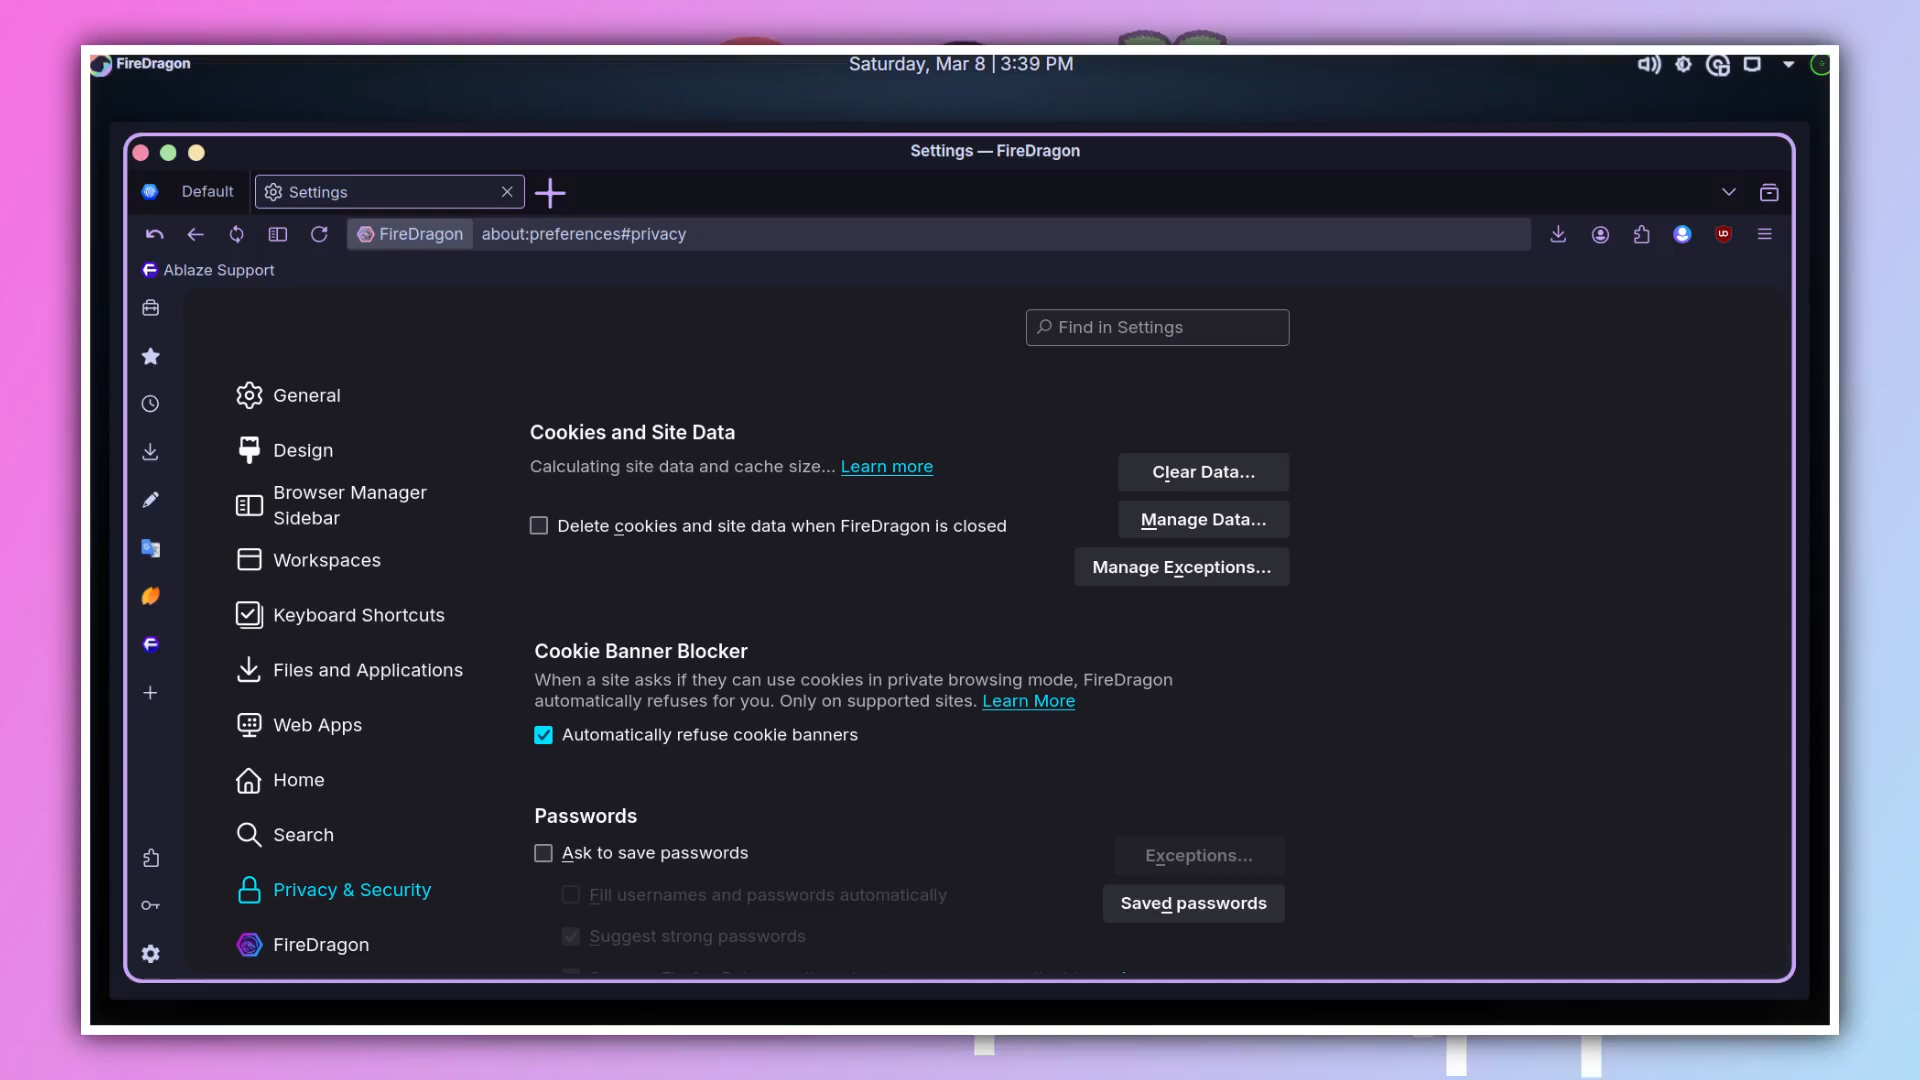 FireDragon
Saturday, Mar 8 | 3:39 PM
Settings — FireDragon
Default
Settings
FireDragon
about:preferences#privacy
Ablaze Support
Find in Settings
General
Design
Browser Manager
Sidebar
Workspaces
Keyboard Shortcuts
Files and Applications
Web Apps
Home
Search
Privacy & Security
FireDragon
Cookies and Site Data
Calculating site data and cache size... Learn more
Clear Data...
Delete cookies and site data when FireDragon is closed
Manage Data...
Manage Exceptions...
Cookie Banner Blocker
When a site asks if they can use cookies in private browsing mode, FireDragon
automatically refuses for you. Only on supported sites. Learn More
Automatically refuse cookie banners
Passwords
Ask to save passwords
Exceptions...
Fill usernames and passwords automatically
Saved passwords
Suggest strong passwords